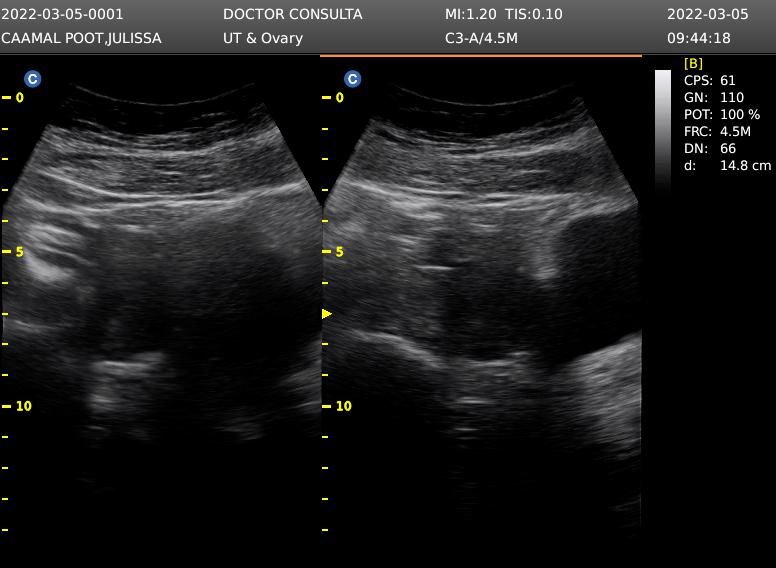 2022-03-05-0001 DOCTOR CONSULTA MI:1.20 TIS:0.10 2022-03-05
CAAMAL POOT,JULISSA UT & Ovary C3-A/4.5M 09:44:18
[B]
CPS: 61
GN: 110
POT: 100 %
FRC: 4.5M
DN: 66
d: 14.8 cm
C C
0 0
5 5
10 10